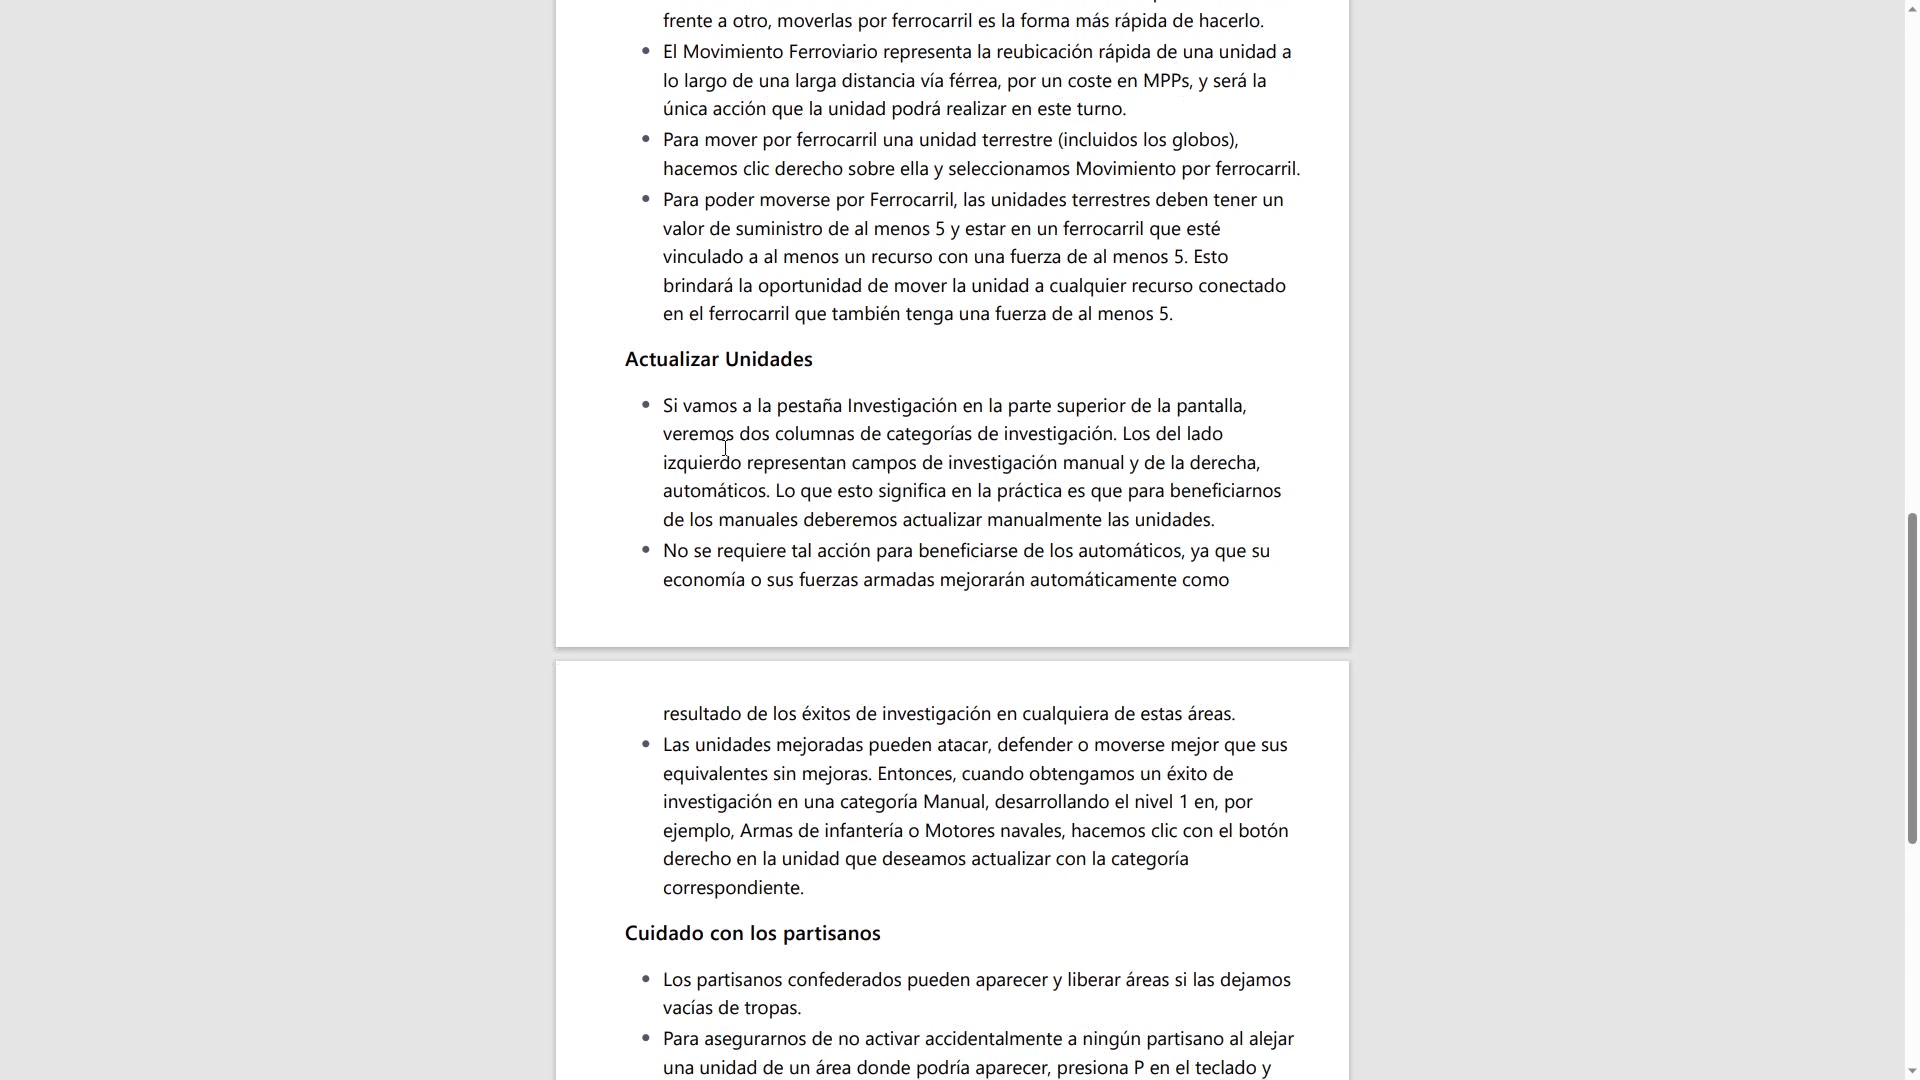 frente a otro, moverlas por ferrocarril es la forma más rápida de hacerlo.
• El Movimiento Ferroviario representa la reubicación rápida de una unidad a
lo largo de una larga distancia vía férrea, por un coste en MPPs, y será la
única acción que la unidad podrá realizar en este turno.
• Para mover por ferrocarril una unidad terrestre (incluidos los globos),
hacemos clic derecho sobre ella y seleccionamos Movimiento por ferrocarril.
• Para poder moverse por Ferrocarril, las unidades terrestres deben tener un
valor de suministro de al menos 5 y estar en un ferrocarril que esté
vinculado a al menos un recurso con una fuerza de al menos 5. Esto
brindará la oportunidad de mover la unidad a cualquier recurso conectado
en el ferrocarril que también tenga una fuerza de al menos 5.
Actualizar Unidades
• Si vamos a la pestaña Investigación en la parte superior de la pantalla,
veremos dos columnas de categorías de investigación. Los del lado
izquierdo representan campos de investigación manual y de la derecha,
automáticos. Lo que esto significa en la práctica es que para beneficiarnos
de los manuales deberemos actualizar manualmente las unidades.
• No se requiere tal acción para beneficiarse de los automáticos, ya que su
economía o sus fuerzas armadas mejorarán automáticamente como
resultado de los éxitos de investigación en cualquiera de estas áreas.
• Las unidades mejoradas pueden atacar, defender o moverse mejor que sus
equivalentes sin mejoras. Entonces, cuando obtengamos un éxito de
investigación en una categoría Manual, desarrollando el nivel 1 en, por
ejemplo, Armas de infantería o Motores navales, hacemos clic con el botón
derecho en la unidad que deseamos actualizar con la categoría
correspondiente.
Cuidado con los partisanos
• Los partisanos confederados pueden aparecer y liberar áreas si las dejamos
vacías de tropas.
• Para asegurarnos de no activar accidentalmente a ningún partisano al alejar
una unidad de un área donde podría aparecer, presiona P en el teclado y